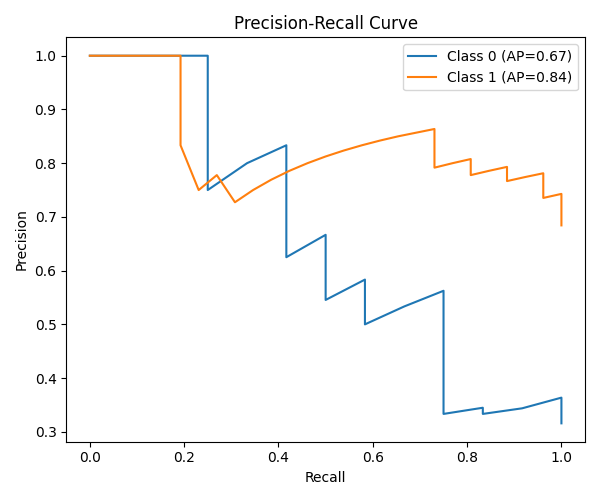 Precision-Recall Curve
Class 0 (AP=0.67)
Class 1 (AP=0.84)
Precision
1.0
0.9
0.8
0.7
0.6
0.5
0.4
0.3
0.0 0.2 0.4 0.6 0.8 1.0
Recall